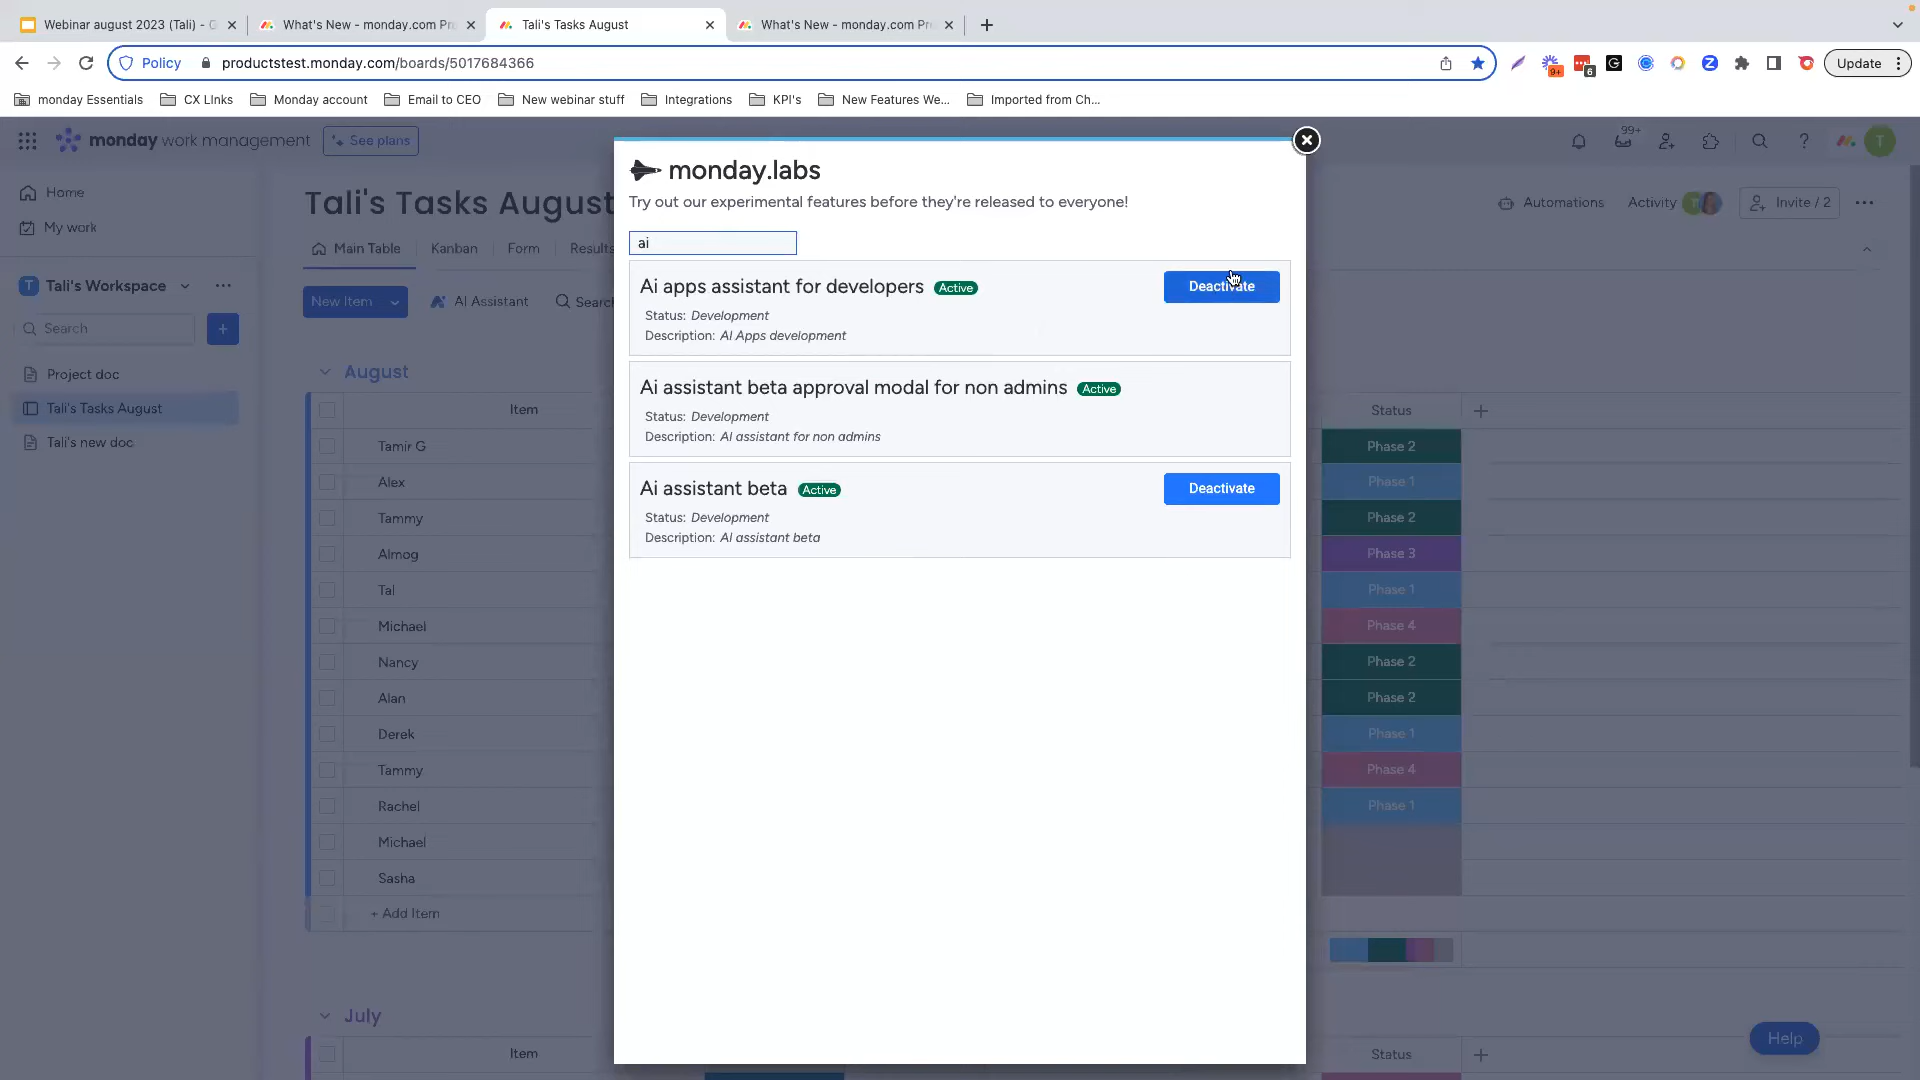 Webinar august 2023 (Tali) - G
What's New - monday.com Pr
Tali's Tasks August
What's New - monday.com Pr
Policy
productstest.monday.com/boards/5017684366
9+
6
Update
monday Essentials
CX LInks
Monday account
Email to CEO
New webinar stuff
Integrations
KPI's
New Features We...
Imported from Ch...
monday work management
See plans
99+
T
Home
My work
T Tali's Workspace
Search
Project doc
Tali's Tasks August
Tali's new doc
Tali's Tasks August
Automations
Activity
Invite / 2
Main Table
Kanban
Form
Results
New Item
AI Assistant
Search
monday.labs
Try out our experimental features before they're released to everyone!
ai
Ai apps assistant for developers Active
Deactivate
Status: Development
Description: AI Apps development
Ai assistant beta approval modal for non admins Active
Status: Development
Description: AI assistant for non admins
Ai assistant beta Active
Deactivate
Status: Development
Description: AI assistant beta
August
Item
Status
Tamir G
Phase 2
Alex
Phase 1
Tammy
Phase 2
Almog
Phase 3
Tal
Phase 1
Michael
Phase 4
Nancy
Phase 2
Alan
Phase 2
Derek
Phase 1
Tammy
Phase 4
Rachel
Phase 1
Michael
Sasha
+ Add Item
July
Item
Status
Help